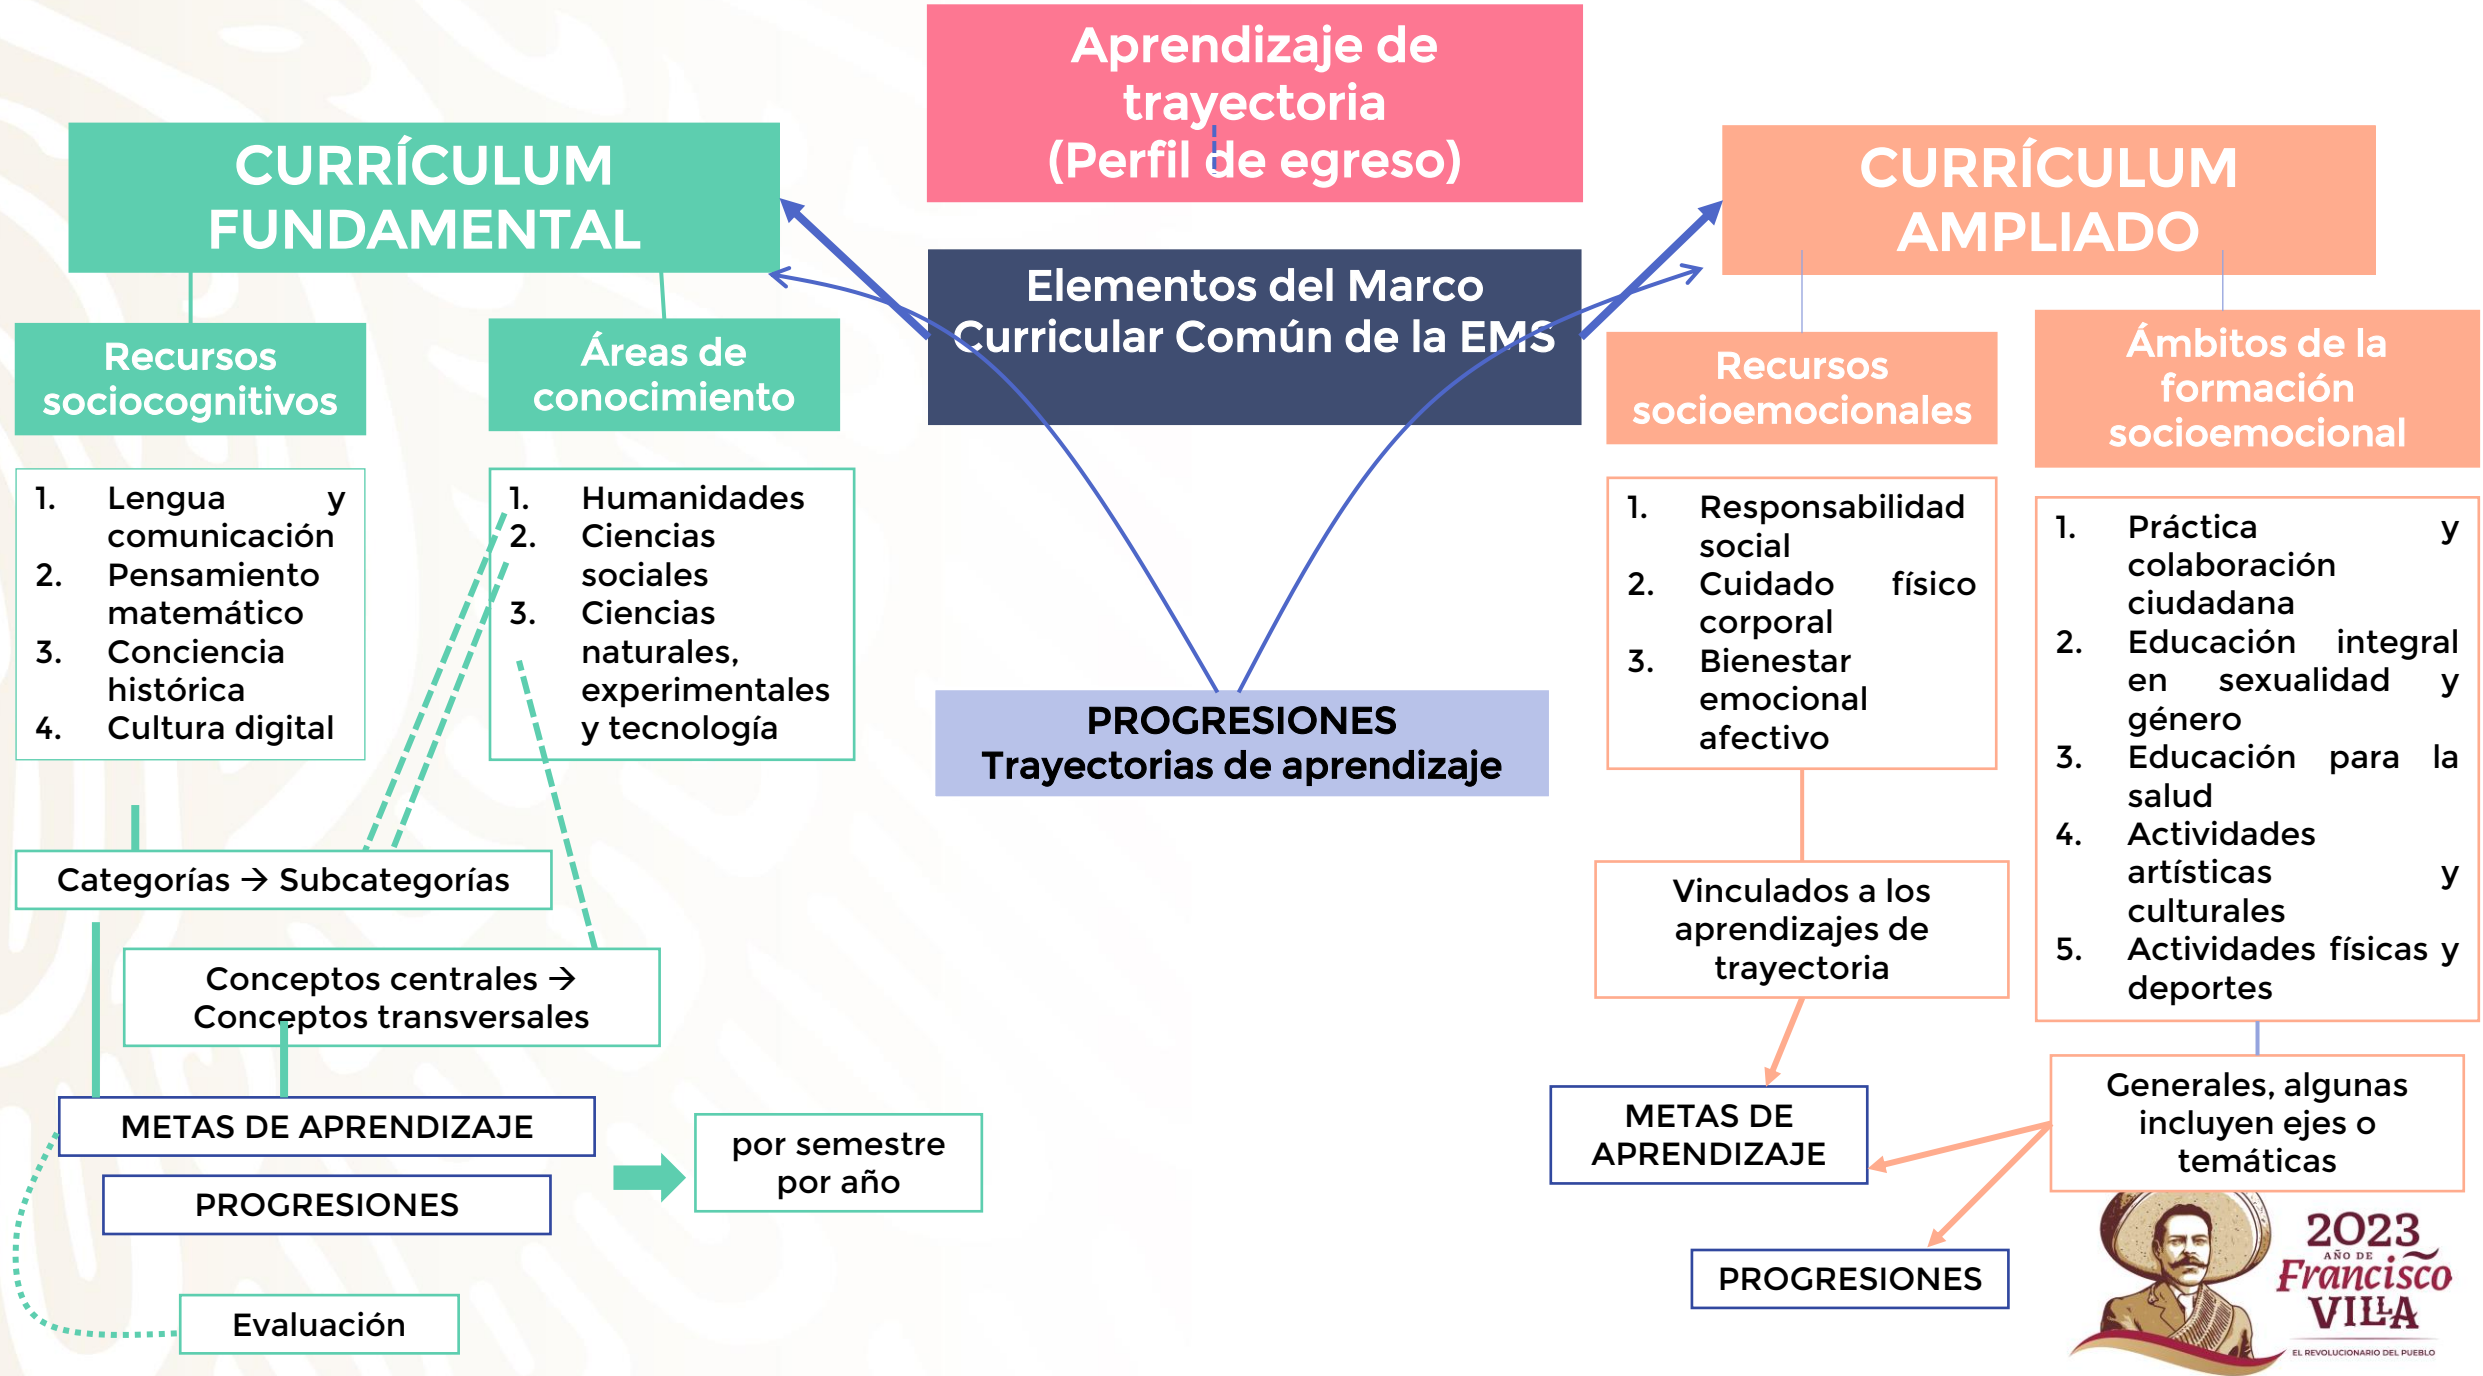 Aprendizaje de
trayectoria
(Perfil de egreso)
CURRÍCULUM
FUNDAMENTAL
CURRÍCULUM
AMPLIADO
Elementos del Marco
Curricular Común de la EMS
Recursos
sociocognitivos
Áreas de
conocimiento
Recursos
socioemocionales
Ámbitos de la
formación
socioemocional
1. Lengua y
comunicación
2. Pensamiento
matemático
3. Conciencia
histórica
4. Cultura digital
1. Humanidades
2. Ciencias
sociales
3. Ciencias
naturales,
experimentales
y tecnología
PROGRESIONES
Trayectorias de aprendizaje
1. Responsabilidad
social
2. Cuidado físico
corporal
3. Bienestar
emocional
afectivo
1. Práctica y
colaboración
ciudadana
2. Educación integral
en sexualidad y
género
3. Educación para la
salud
4. Actividades
artísticas y
culturales
5. Actividades físicas y
deportes
Categorías → Subcategorías
Conceptos centrales →
Conceptos transversales
METAS DE APRENDIZAJE
PROGRESIONES
por semestre
por año
Evaluación
Vinculados a los
aprendizajes de
trayectoria
METAS DE
APRENDIZAJE
Generales, algunas
incluyen ejes o
temáticas
PROGRESIONES
2023
AÑO DE
Francisco
VILLA
EL REVOLUCIONARIO DEL PUEBLO